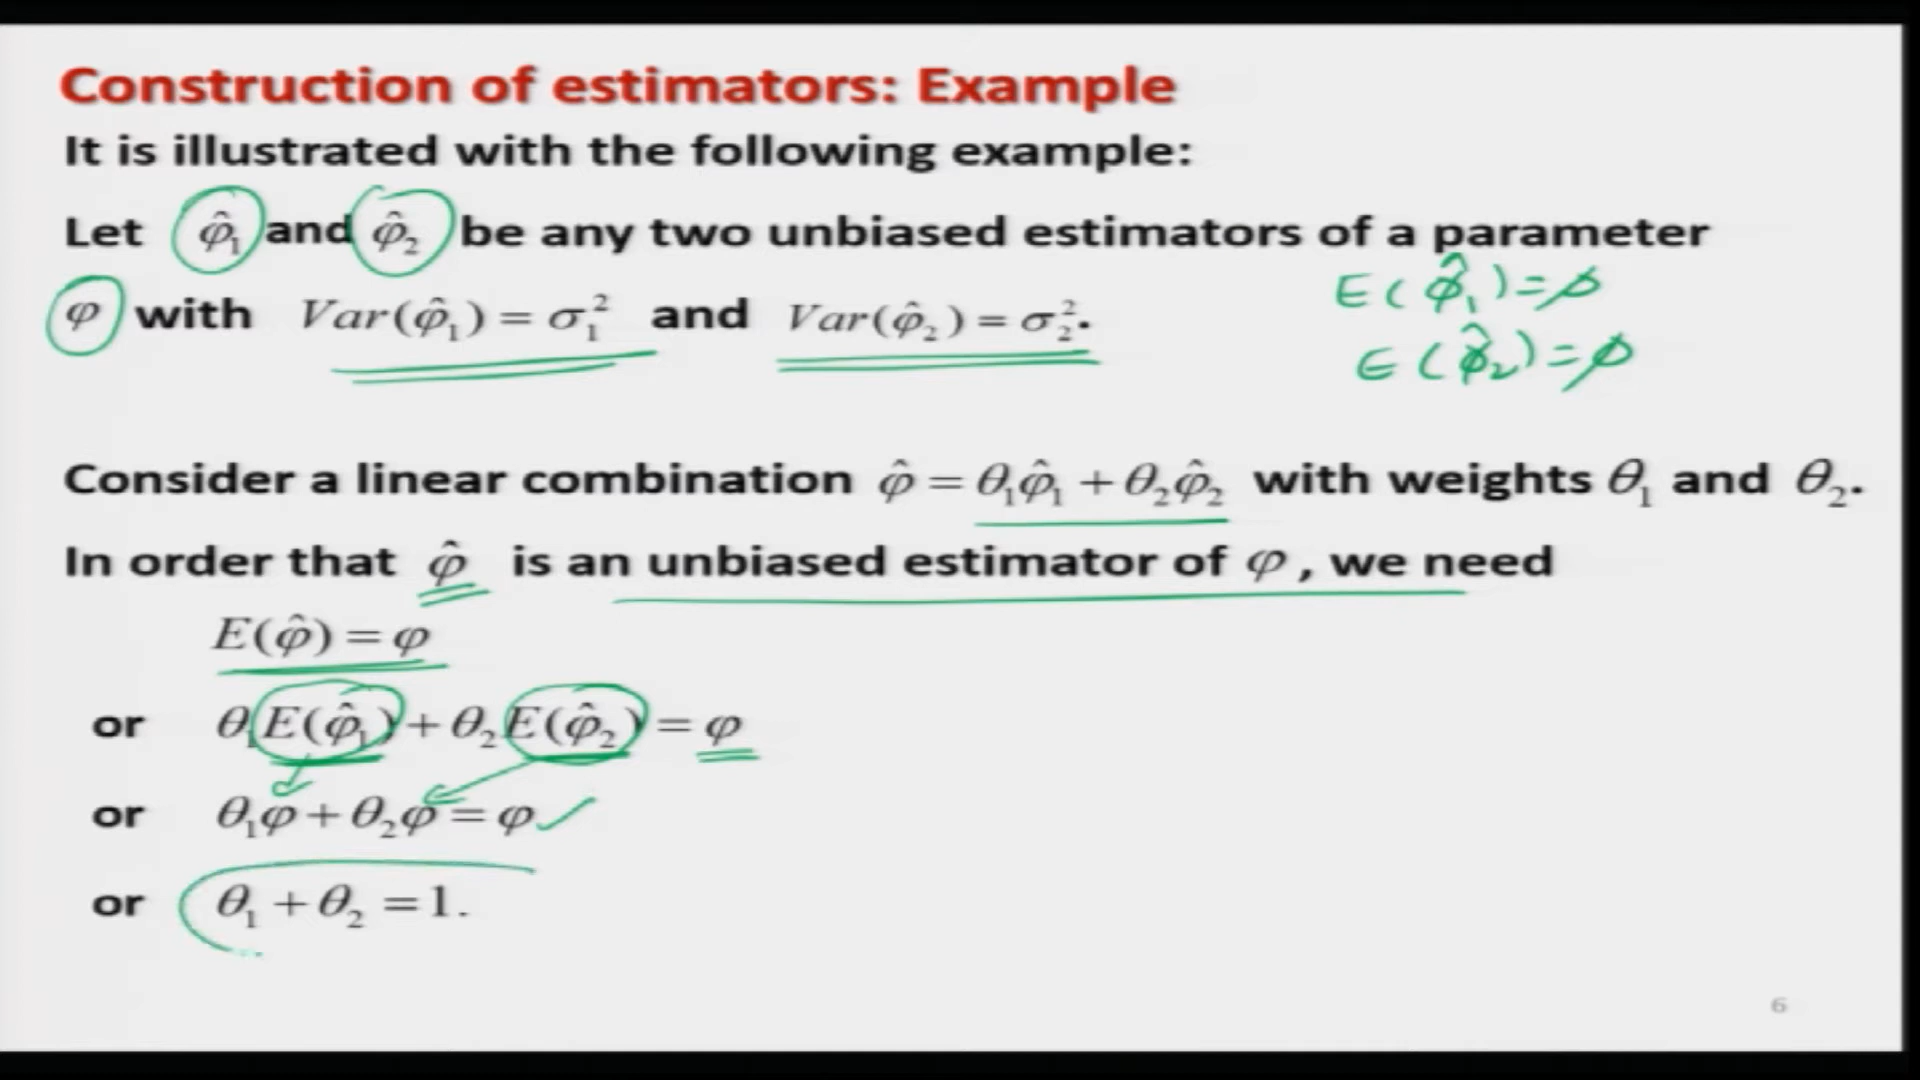 Construction of estimators: Example
It is illustrated with the following example:
Let φ̂₁ and φ̂₂ be any two unbiased estimators of a parameter
φ with Var(φ̂₁) = σ₁² and Var(φ̂₂) = σ₂².
E(φ̂₁) = φ
E(φ̂₂) = φ
Consider a linear combination φ̂ = θ₁φ̂₁ + θ₂φ̂₂ with weights θ₁ and θ₂.
In order that φ̂ is an unbiased estimator of φ, we need
E(φ̂) = φ
or θ₁E(φ̂₁) + θ₂E(φ̂₂) = φ
or θ₁φ + θ₂φ = φ
or θ₁ + θ₂ = 1.
6